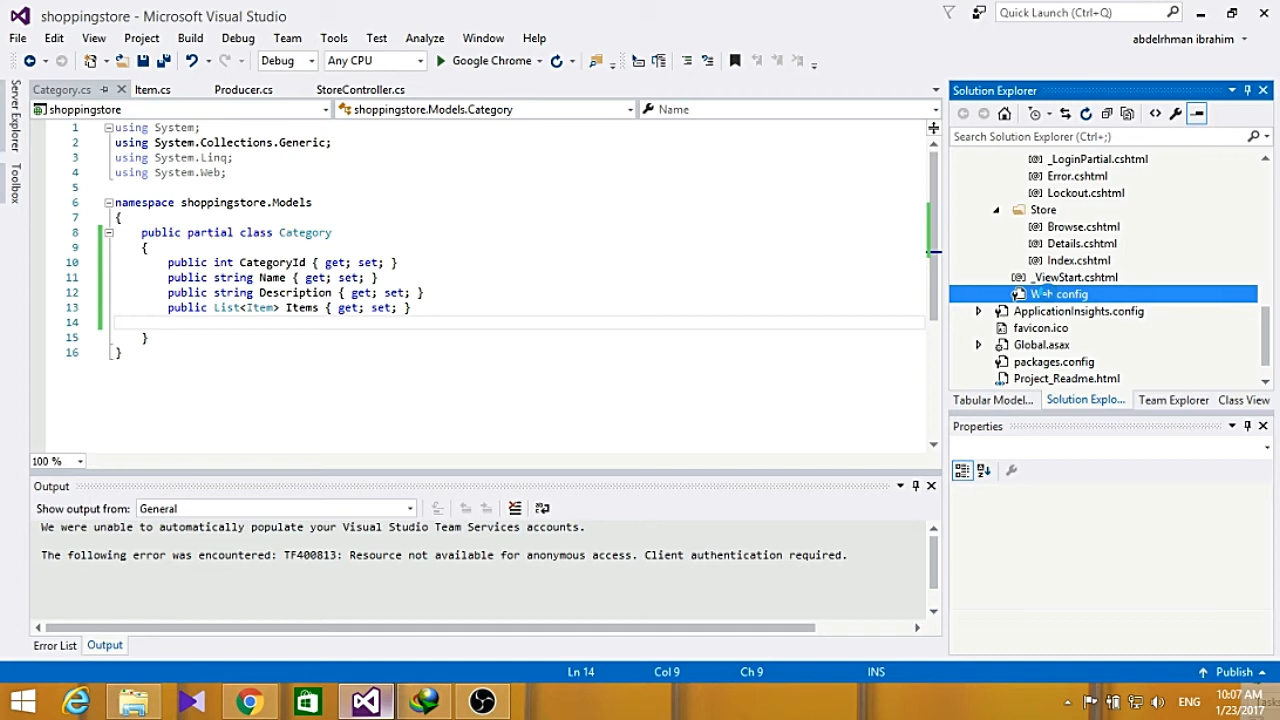 shoppingstore - Microsoft Visual Studio
Quick Launch (Ctrl+Q)
File Edit View Project Build Debug Team Tools Test Analyze Window Help
abdelrhman ibrahim
Debug Any CPU Google Chrome
Server Explorer
Toolbox
Category.cs Item.cs Producer.cs StoreController.cs
shoppingstore shoppingstore.Models.Category Name
1 using System;
2 using System.Collections.Generic;
3 using System.Linq;
4 using System.Web;
5
6 namespace shoppingstore.Models
7 {
8 public partial class Category
9 {
10 public int CategoryId { get; set; }
11 public string Name { get; set; }
12 public string Description { get; set; }
13 public List<Item> Items { get; set; }
14
15 }
16 }
100 %
Solution Explorer
Search Solution Explorer (Ctrl+;)
_LoginPartial.cshtml
Error.cshtml
Lockout.cshtml
Store
Browse.cshtml
Details.cshtml
Index.cshtml
_ViewStart.cshtml
config
ApplicationInsights.config
favicon.ico
Global.asax
packages.config
Project_Readme.html
Tabular Model... Solution Explo... Team Explorer Class View
Properties
Output
Show output from: General
We were unable to automatically populate your Visual Studio Team Services accounts.
The following error was encountered: TF400813: Resource not available for anonymous access. Client authentication required.
Error List Output
Ln 14 Col 9 Ch 9 INS Publish
ENG
10:07 AM
1/23/2017